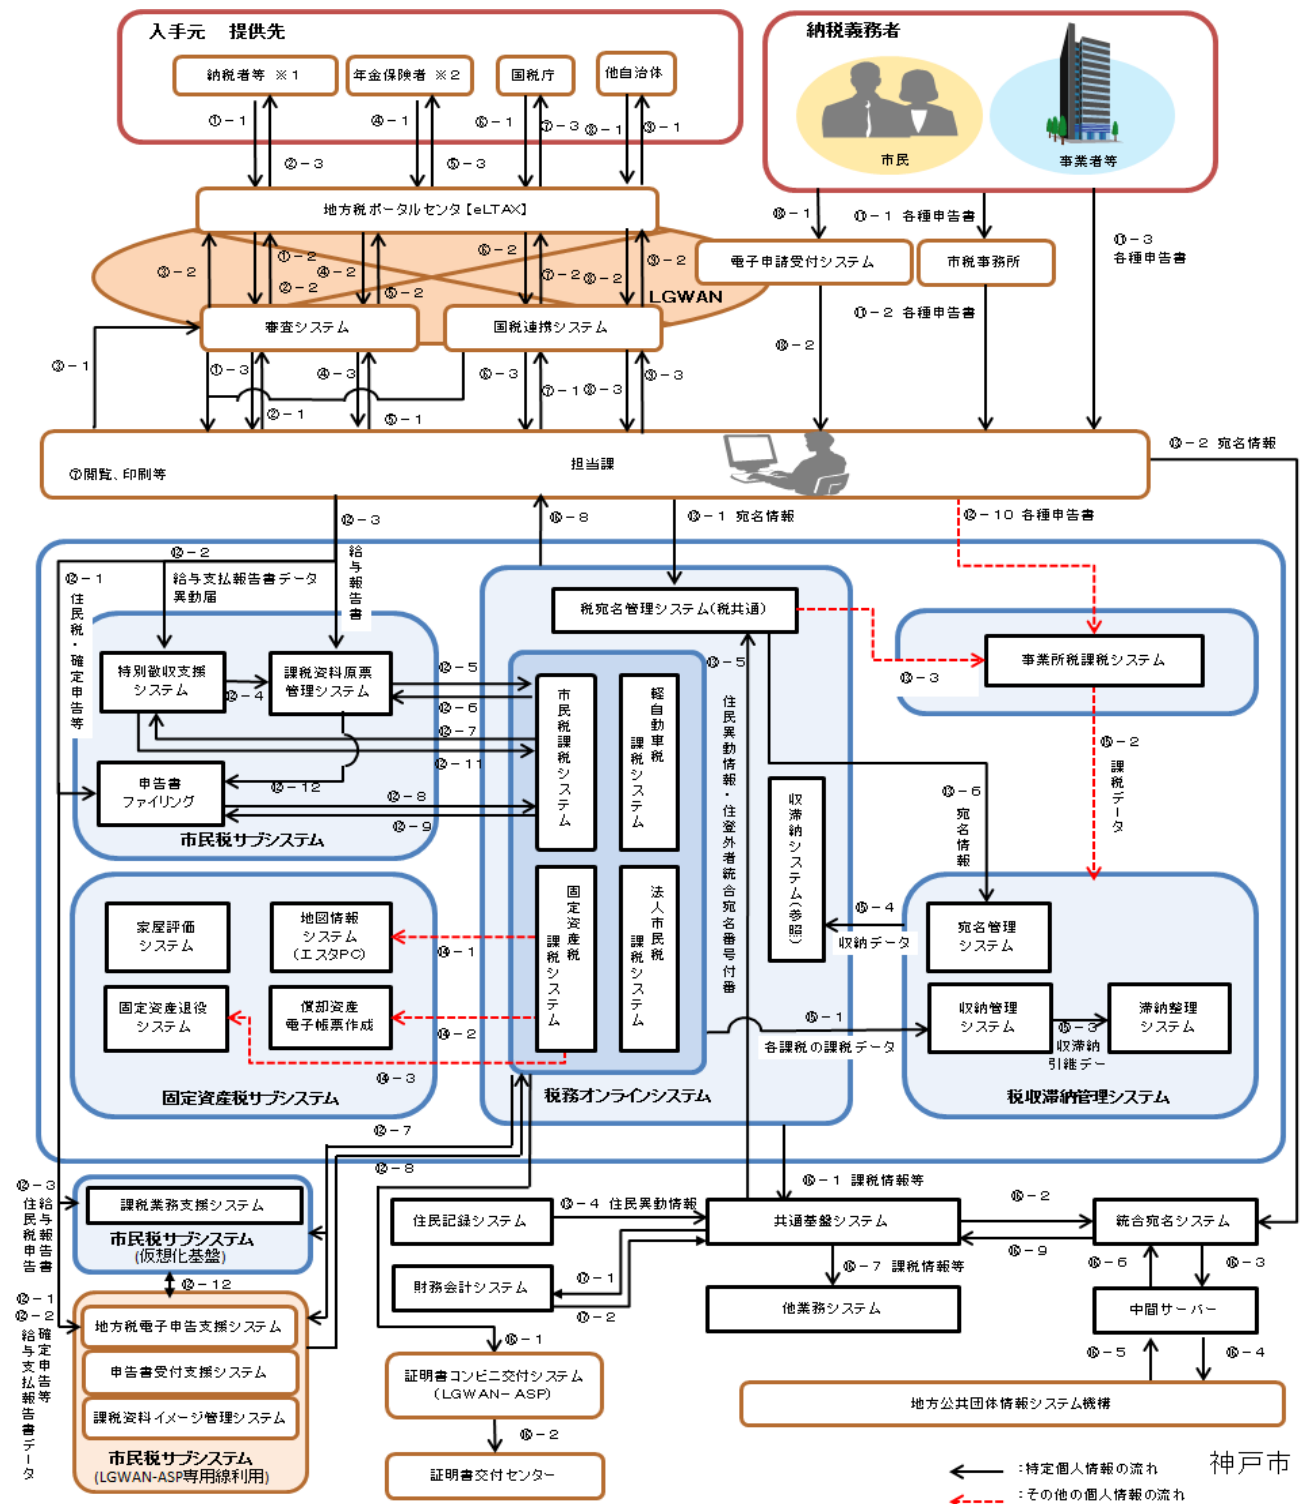 入手元　提供先
納税者等 ※１
年金保険者 ※２
国税庁
他自治体
①－１
④－１
⑥－１
⑦－３
⑧－１
⑨－１
②－３
⑤－３
納税義務者
市民
事業者等
地方税ポータルセンタ【eLTAX】
⑩－１
⑪－１ 各種申告書
⑪－３
各種申告書
③－２
①－２
②－２
④－２
⑤－２
⑥－２
⑦－２
⑧－２
⑨－２
電子申請受付システム
市税事務所
LGWAN
審査システム
国税連携システム
⑪－２ 各種申告書
⑩－２
③－１
①－３
②－１
④－３
⑤－１
⑥－３
⑦－１
⑧－３
⑨－３
担当課
⑦閲覧、印刷等
⑬－２ 宛名情報
⑫－３
給与報告書
⑯－８
⑬－１ 宛名情報
⑫－１０ 各種申告書
⑫－２
給与支払報告書データ
異動届
⑫－１
住民税・確定申告等
税宛名管理システム（税共通）
特別徴収支援
システム
⑫－４
課税資料原票
管理システム
⑫－５
⑫－６
⑫－７
⑫－１１
⑫－１２
⑫－８
⑫－９
申告書
ファイリング
市民税サブシステム
市民税課税システム
軽自動車税
課税システム
固定資産税
課税システム
法人市民税
課税システム
税務オンラインシステム
⑬－５
住民異動情報・住登外者統合宛名番号付番
収滞納システム（参照）
事業所税課税システム
⑬－３
⑮－２
課税データ
⑬－６
宛名情報
家屋評価
システム
地図情報
システム
（エスタPC）
固定資産退役
システム
償却資産
電子帳票作成
⑭－１
⑭－２
⑭－３
固定資産税サブシステム
⑮－４
収納データ
宛名管理
システム
⑮－１
各課税の課税データ
収納管理
システム
⑮－３
収滞納
引継デー
滞納整理
システム
税収滞納管理システム
⑫－７
⑫－８
⑫－３
給与報告書
住民税申告書
課税業務支援システム
市民税サブシステム
(仮想化基盤)
⑫－１２
⑫－１
⑫－２
確定申告等
給与支払報告書データ
地方税電子申告支援システム
申告書受付支援システム
課税資料イメージ管理システム
市民税サブシステム
(LGWAN-ASP専用線利用)
住民記録システム
⑬－４ 住民異動情報
⑯－１ 課税情報等
共通基盤システム
⑯－２
⑯－９
統合宛名システム
財務会計システム
⑰－１
⑰－２
⑯－７ 課税情報等
他業務システム
⑯－６
⑯－３
中間サーバー
⑯－５
⑯－４
⑱－１
証明書コンビニ交付システム
（LGWAN－ASP）
⑱－２
証明書交付センター
地方公共団体情報システム機構
神戸市
：特定個人情報の流れ
：その他の個人情報の流れ